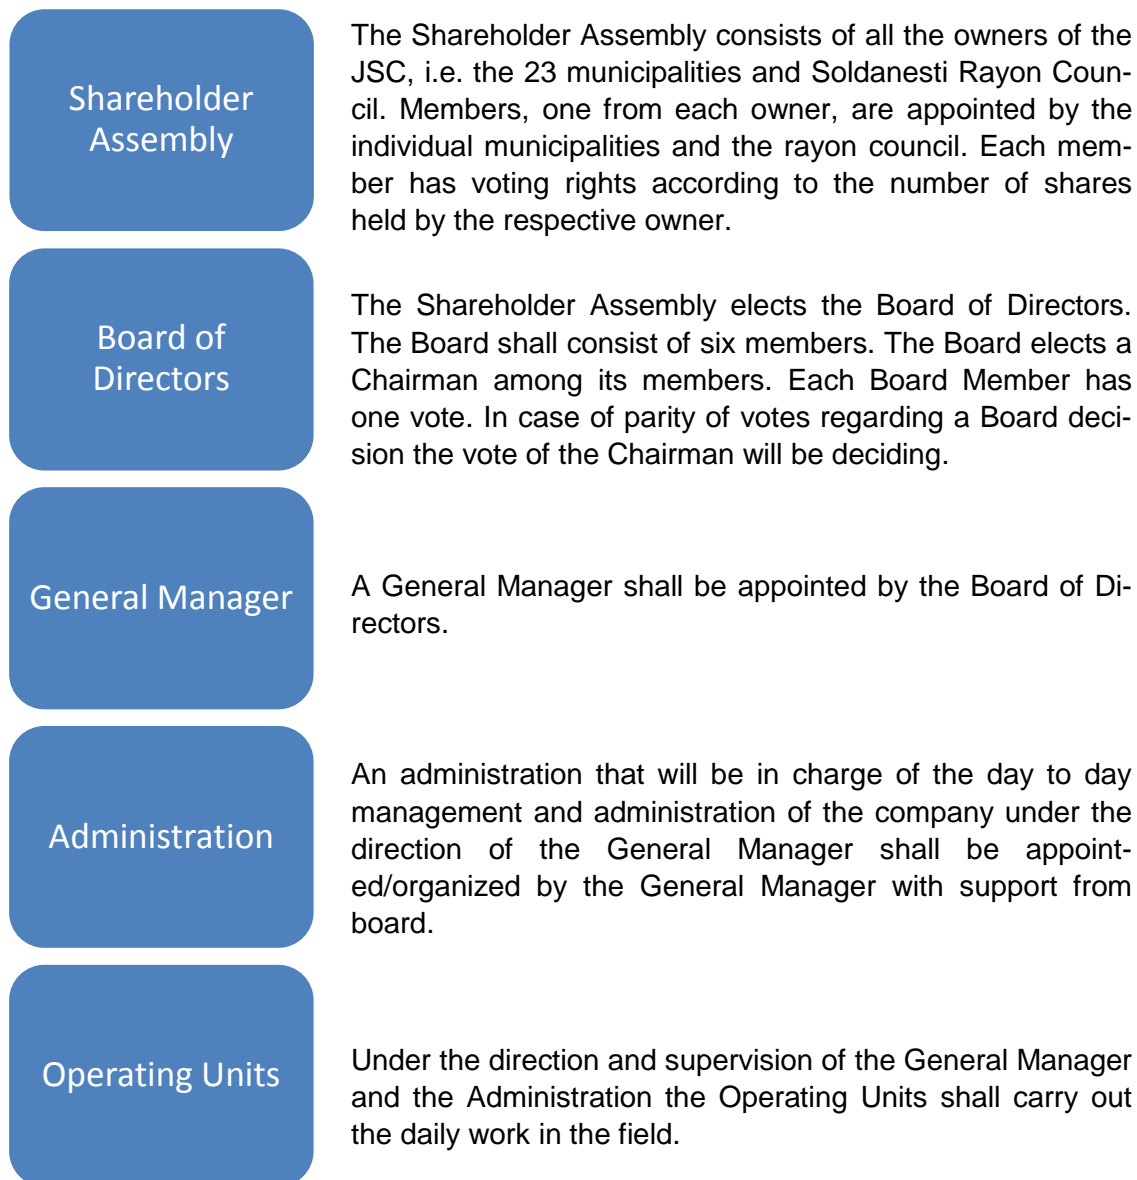 Shareholder
Assembly
The Shareholder Assembly consists of all the owners of the
JSC, i.e. the 23 municipalities and Soldanesti Rayon Coun-
cil. Members, one from each owner, are appointed by the
individual municipalities and the rayon council. Each mem-
ber has voting rights according to the number of shares
held by the respective owner.
Board of
Directors
The Shareholder Assembly elects the Board of Directors.
The Board shall consist of six members. The Board elects a
Chairman among its members. Each Board Member has
one vote. In case of parity of votes regarding a Board deci-
sion the vote of the Chairman will be deciding.
General Manager
A General Manager shall be appointed by the Board of Di-
rectors.
Administration
An administration that will be in charge of the day to day
management and administration of the company under the
direction of the General Manager shall be appoint-
ed/organized by the General Manager with support from
board.
Operating Units
Under the direction and supervision of the General Manager
and the Administration the Operating Units shall carry out
the daily work in the field.